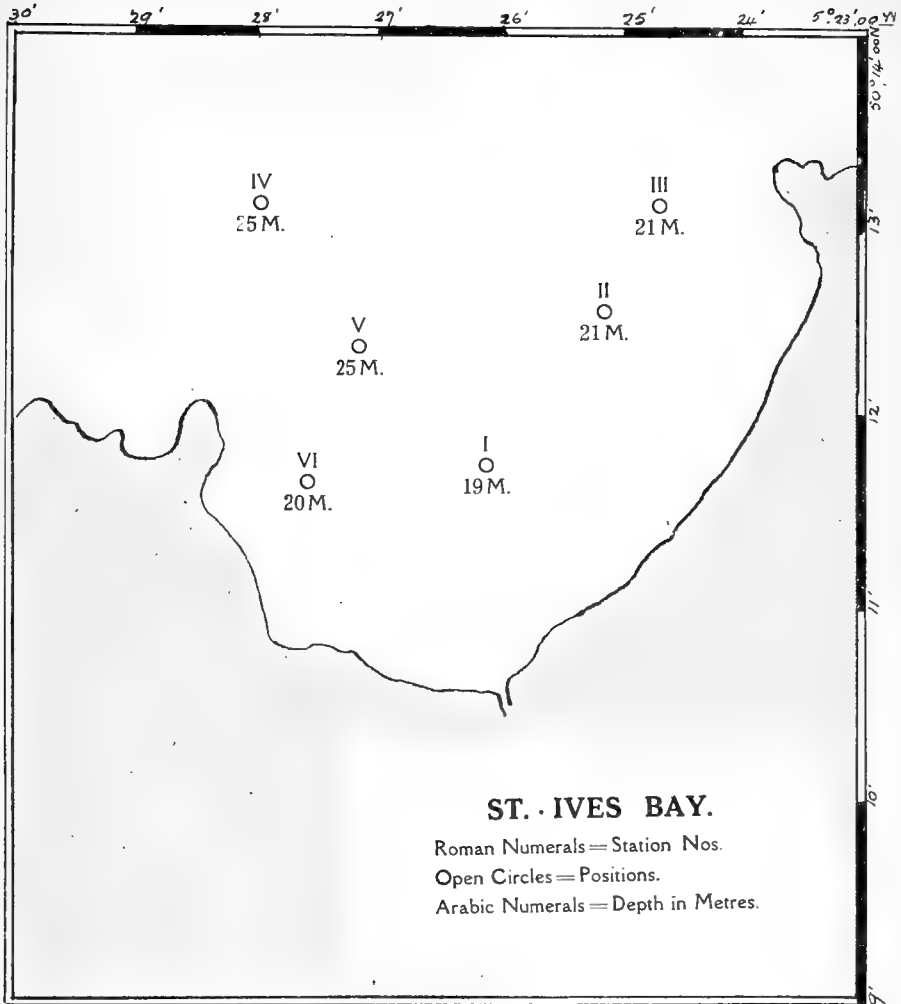 30' 29' 28' 27' 26' 25' 24' 5° 23', 00 W
50° 14' 00 N
IV
25 M.
III
21 M.
13'
II
21 M.
V
25 M.
12'
I
19 M.
VI
20 M.
11'
10'
ST. IVES BAY.
Roman Numerals = Station Nos.
Open Circles = Positions.
Arabic Numerals = Depth in Metres.
9'